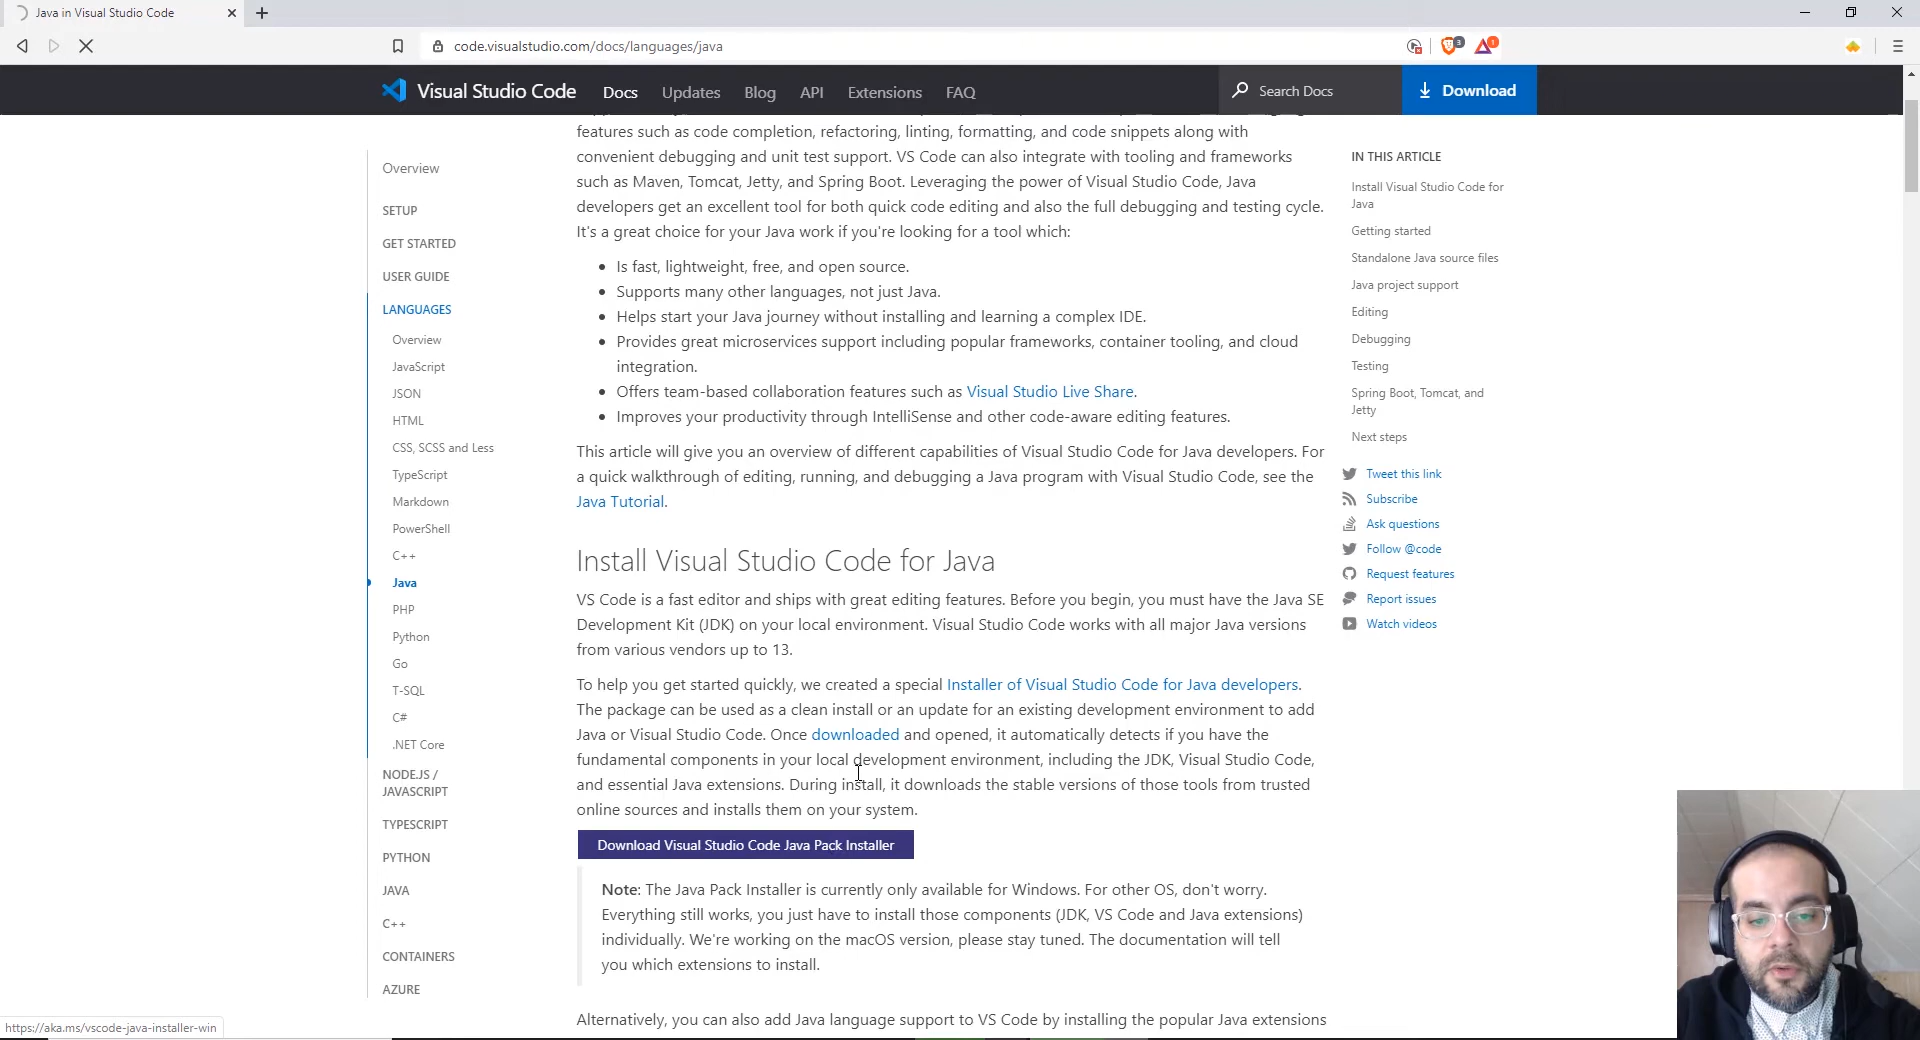 Java in Visual Studio Code
code.visualstudio.com/docs/languages/java
3
1
Visual Studio Code
Docs
Updates
Blog
API
Extensions
FAQ
Search Docs
Download
Overview
SETUP
GET STARTED
USER GUIDE
LANGUAGES
Overview
JavaScript
JSON
HTML
CSS, SCSS and Less
TypeScript
Markdown
PowerShell
C++
Java
PHP
Python
Go
T-SQL
C#
.NET Core
NODE.JS /
JAVASCRIPT
TYPESCRIPT
PYTHON
JAVA
C++
CONTAINERS
AZURE
features such as code completion, refactoring, linting, formatting, and code snippets along with
convenient debugging and unit test support. VS Code can also integrate with tooling and frameworks
such as Maven, Tomcat, Jetty, and Spring Boot. Leveraging the power of Visual Studio Code, Java
developers get an excellent tool for both quick code editing and also the full debugging and testing cycle.
It's a great choice for your Java work if you're looking for a tool which:
• Is fast, lightweight, free, and open source.
• Supports many other languages, not just Java.
• Helps start your Java journey without installing and learning a complex IDE.
• Provides great microservices support including popular frameworks, container tooling, and cloud
integration.
• Offers team-based collaboration features such as Visual Studio Live Share.
• Improves your productivity through IntelliSense and other code-aware editing features.
This article will give you an overview of different capabilities of Visual Studio Code for Java developers. For
a quick walkthrough of editing, running, and debugging a Java program with Visual Studio Code, see the
Java Tutorial.
Install Visual Studio Code for Java
VS Code is a fast editor and ships with great editing features. Before you begin, you must have the Java SE
Development Kit (JDK) on your local environment. Visual Studio Code works with all major Java versions
from various vendors up to 13.
To help you get started quickly, we created a special Installer of Visual Studio Code for Java developers.
The package can be used as a clean install or an update for an existing development environment to add
Java or Visual Studio Code. Once downloaded and opened, it automatically detects if you have the
fundamental components in your local development environment, including the JDK, Visual Studio Code,
and essential Java extensions. During install, it downloads the stable versions of those tools from trusted
online sources and installs them on your system.
Download Visual Studio Code Java Pack Installer
Note: The Java Pack Installer is currently only available for Windows. For other OS, don't worry.
Everything still works, you just have to install those components (JDK, VS Code and Java extensions)
individually. We're working on the macOS version, please stay tuned. The documentation will tell
you which extensions to install.
Alternatively, you can also add Java language support to VS Code by installing the popular Java extensions
IN THIS ARTICLE
Install Visual Studio Code for
Java
Getting started
Standalone Java source files
Java project support
Editing
Debugging
Testing
Spring Boot, Tomcat, and
Jetty
Next steps
Tweet this link
Subscribe
Ask questions
Follow @code
Request features
Report issues
Watch videos
https://aka.ms/vscode-java-installer-win